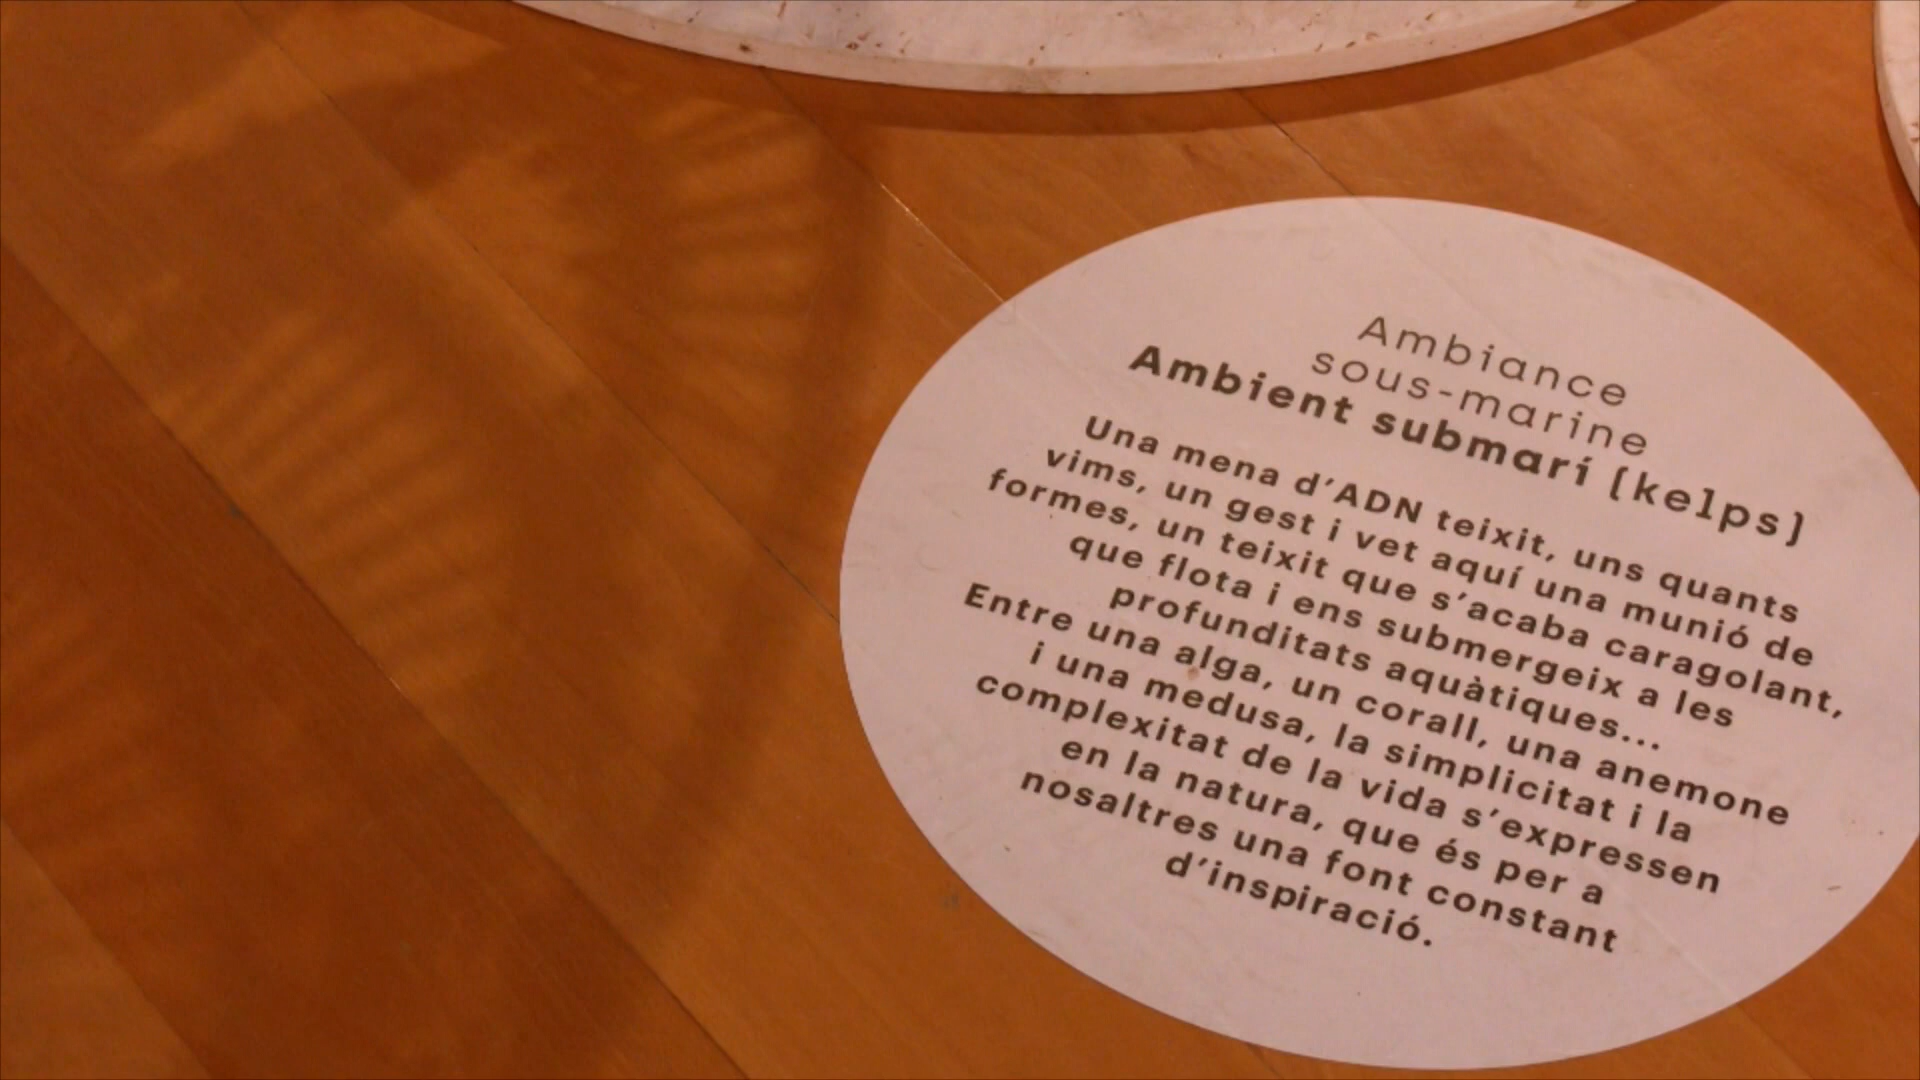 Ambiance
sous-marine
Ambient submarí [kelps]
Una mena d’ADN teixit, uns quants
vims, un gest i vet aquí una munió de
formes, un teixit que s’acaba caragolant,
que flota i ens submergeix a les
profunditats aquàtiques...
Entre una alga, un corall, una anemone
i una medusa, la simplicitat i la
complexitat de la vida s’expressen
en la natura, que és per a
nosaltres una font constant
d’inspiració.